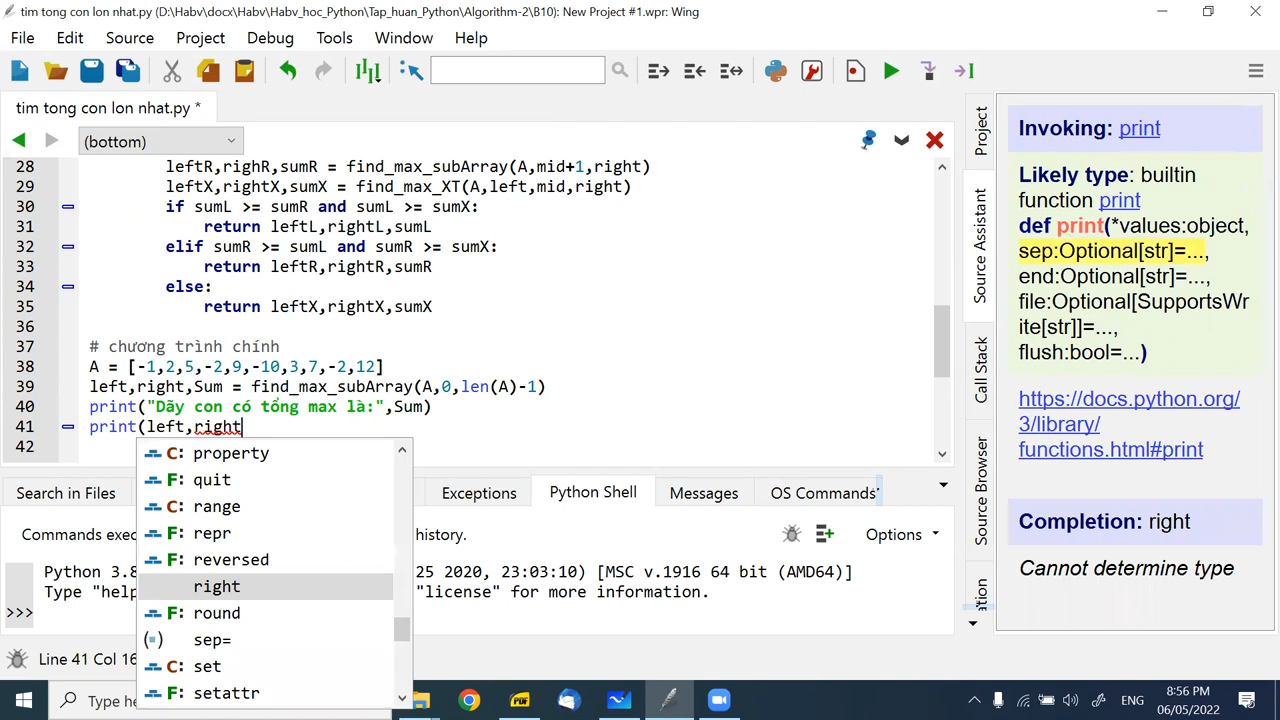 tim tong con lon nhat.py (D:\Habv\docx\Habv\Habv_hoc_Python\Tap_huan_Python\Algorithm-2\B10): New Project #1.wpr: Wing
File Edit Source Project Debug Tools Window Help
tim tong con lon nhat.py *
(bottom)
28 leftR,righR,sumR = find_max_subArray(A,mid+1,right)
29 leftX,rightX,sumX = find_max_XT(A,left,mid,right)
30 if sumL >= sumR and sumL >= sumX:
31 return leftL,rightL,sumL
32 elif sumR >= sumL and sumR >= sumX:
33 return leftR,rightR,sumR
34 else:
35 return leftX,rightX,sumX
36
37 # chương trình chính
38 A = [-1,2,5,-2,9,-10,3,7,-2,12]
39 left,right,Sum = find_max_subArray(A,0,len(A)-1)
40 print("Dãy con có tổng max là:",Sum)
41 print(left,right
42
C: property
F: quit
C: range
F: repr
F: reversed
right
F: round
sep=
C: set
F: setattr
Search in Files
Exceptions
Python Shell
Messages
OS Commands
Commands exec
history.
Options
Python 3.8
25 2020, 23:03:10) [MSC v.1916 64 bit (AMD64)]
Type "help
"license" for more information.
>>>
Line 41 Col 16
Project
Source Assistant
Call Stack
Source Browser
Invoking: print
Likely type: builtin
function print
def print(*values:object,
sep:Optional[str]=...,
end:Optional[str]=...,
file:Optional[SupportsWr
ite[str]]=...,
flush:bool=...)
https://docs.python.org/
3/library/
functions.html#print
Completion: right
Cannot determine type
Type here
PDF
ENG
8:56 PM
06/05/2022